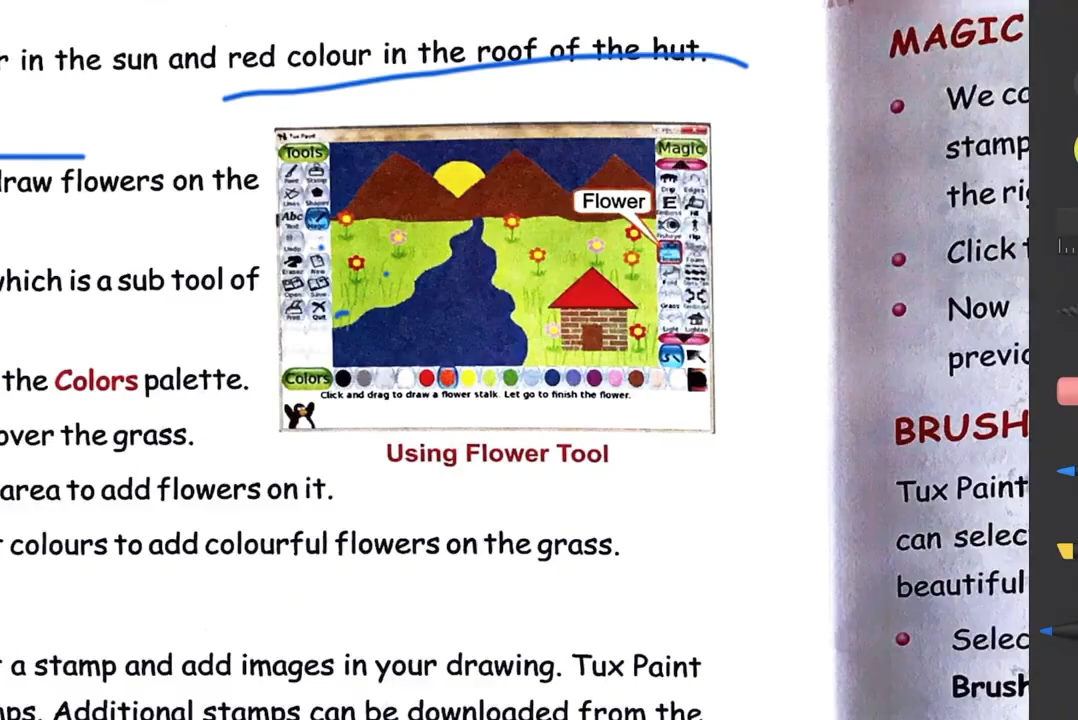 r in the sun and red colour in the roof of the hut.
draw flowers on the
which is a sub tool of
the Colors palette.
over the grass.
area to add flowers on it.
r colours to add colourful flowers on the grass.
Tux Paint
Tools
Magic
Flower
Abc
Colors
Click and drag to draw a flower stalk. Let go to finish the flower.
Using Flower Tool
r a stamp and add images in your drawing. Tux Paint
mps. Additional stamps can be downloaded from the
MAGIC
We ca
stamp
the rig
Click t
Now
previo
BRUSH
Tux Paint
can selec
beautiful
Selec
Brush